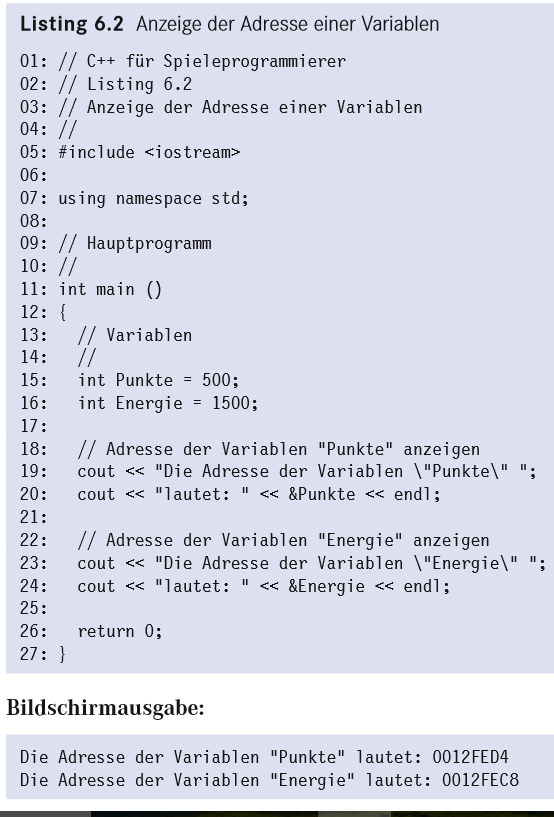 Listing 6.2 Anzeige der Adresse einer Variablen
01: // C++ für Spieleprogrammierer
02: // Listing 6.2
03: // Anzeige der Adresse einer Variablen
04: //
05: #include <iostream>
06:
07: using namespace std;
08:
09: // Hauptprogramm
10: //
11: int main ()
12: {
13:   // Variablen
14:   //
15:   int Punkte = 500;
16:   int Energie = 1500;
17:
18:   // Adresse der Variablen "Punkte" anzeigen
19:   cout << "Die Adresse der Variablen \"Punkte\" ";
20:   cout << "lautet: " << &Punkte << endl;
21:
22:   // Adresse der Variablen "Energie" anzeigen
23:   cout << "Die Adresse der Variablen \"Energie\" ";
24:   cout << "lautet: " << &Energie << endl;
25:
26:   return 0;
27: }
Bildschirmausgabe:
Die Adresse der Variablen "Punkte" lautet: 0012FED4
Die Adresse der Variablen "Energie" lautet: 0012FEC8